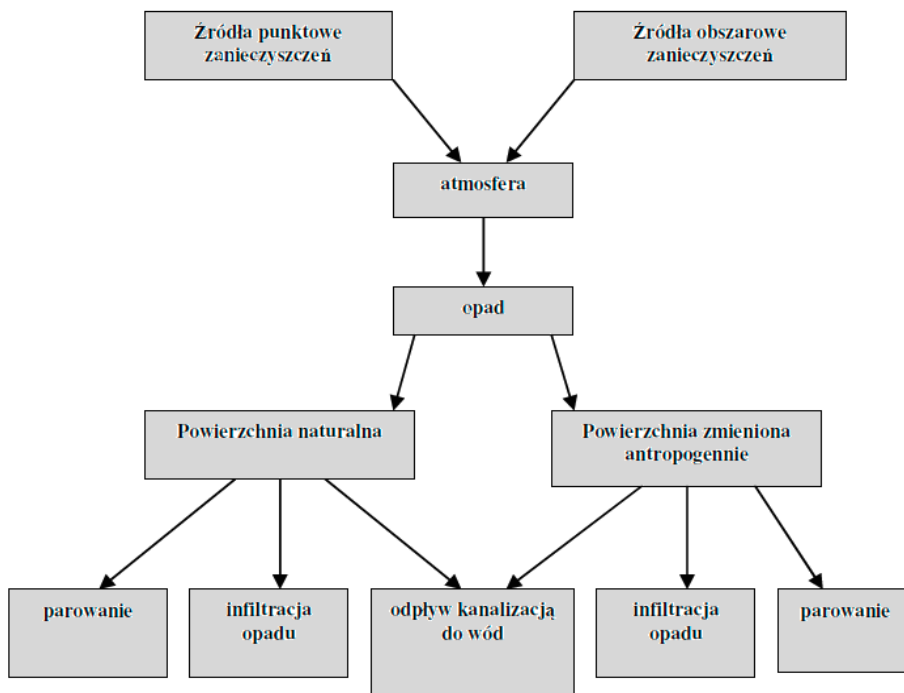 Źródła punktowe
zanieczyszczeń
Źródła obszarowe
zanieczyszczeń
atmosfera
opad
Powierzchnia naturalna
Powierzchnia zmieniona
antropogennie
parowanie
infiltracja
opadu
odpływ kanalizacją
do wód
infiltracja
opadu
parowanie